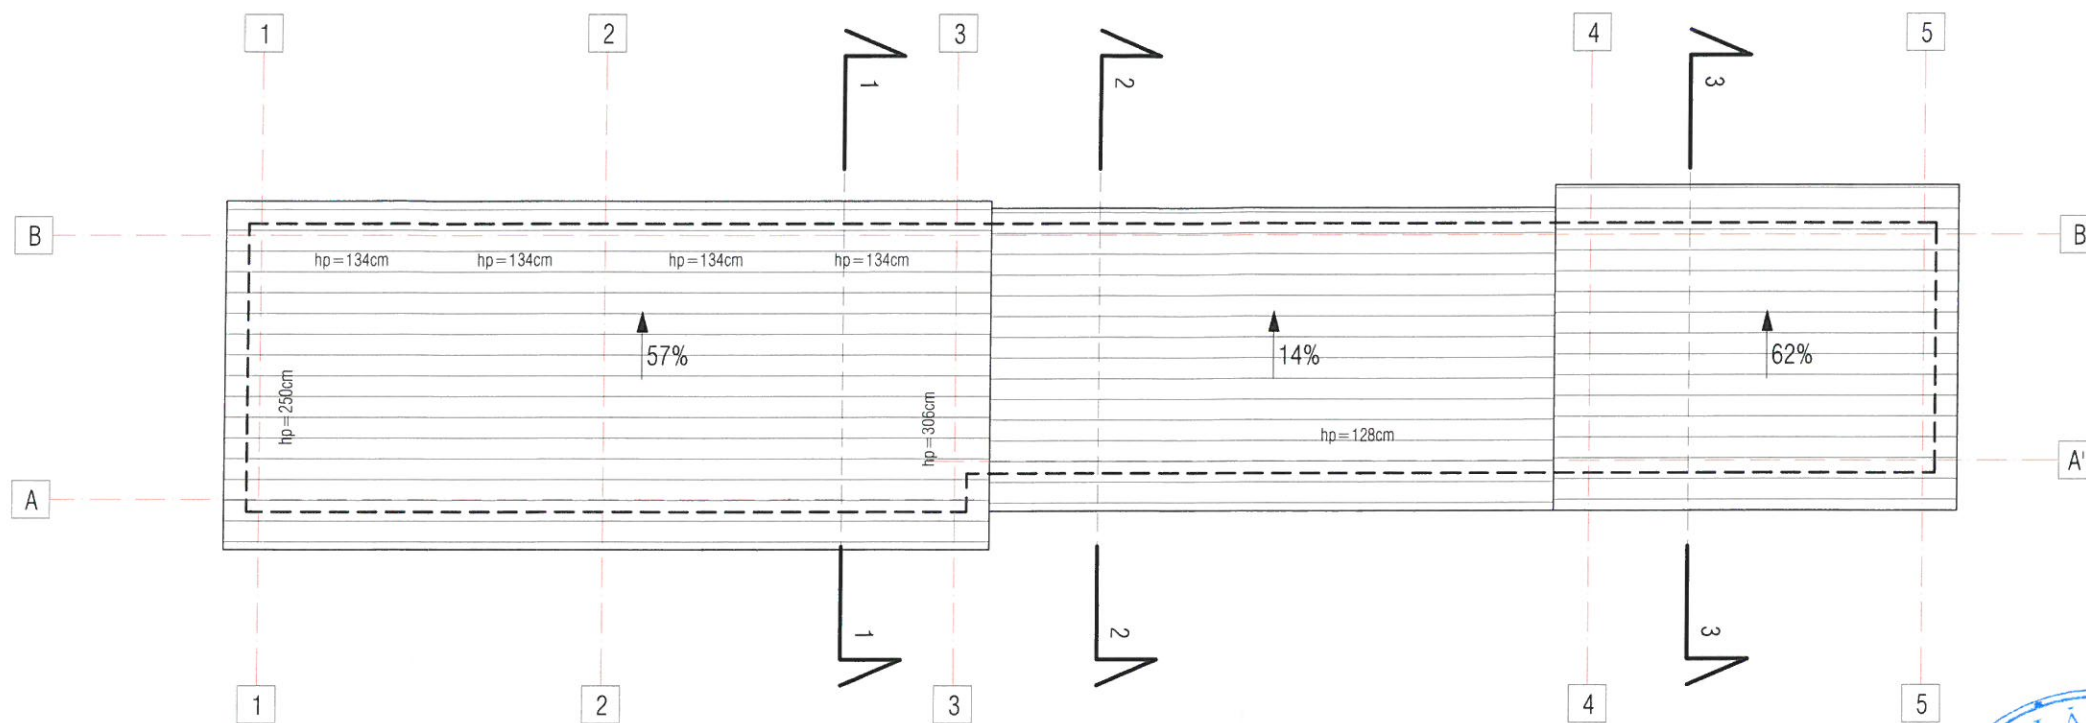 1 2 3 4 5
1 2 3
B B
hp=134cm hp=134cm hp=134cm hp=134cm
57% 14% 62%
hp=250cm hp=306cm hp=128cm
A A'
1 2 3
1 2 3 4 5